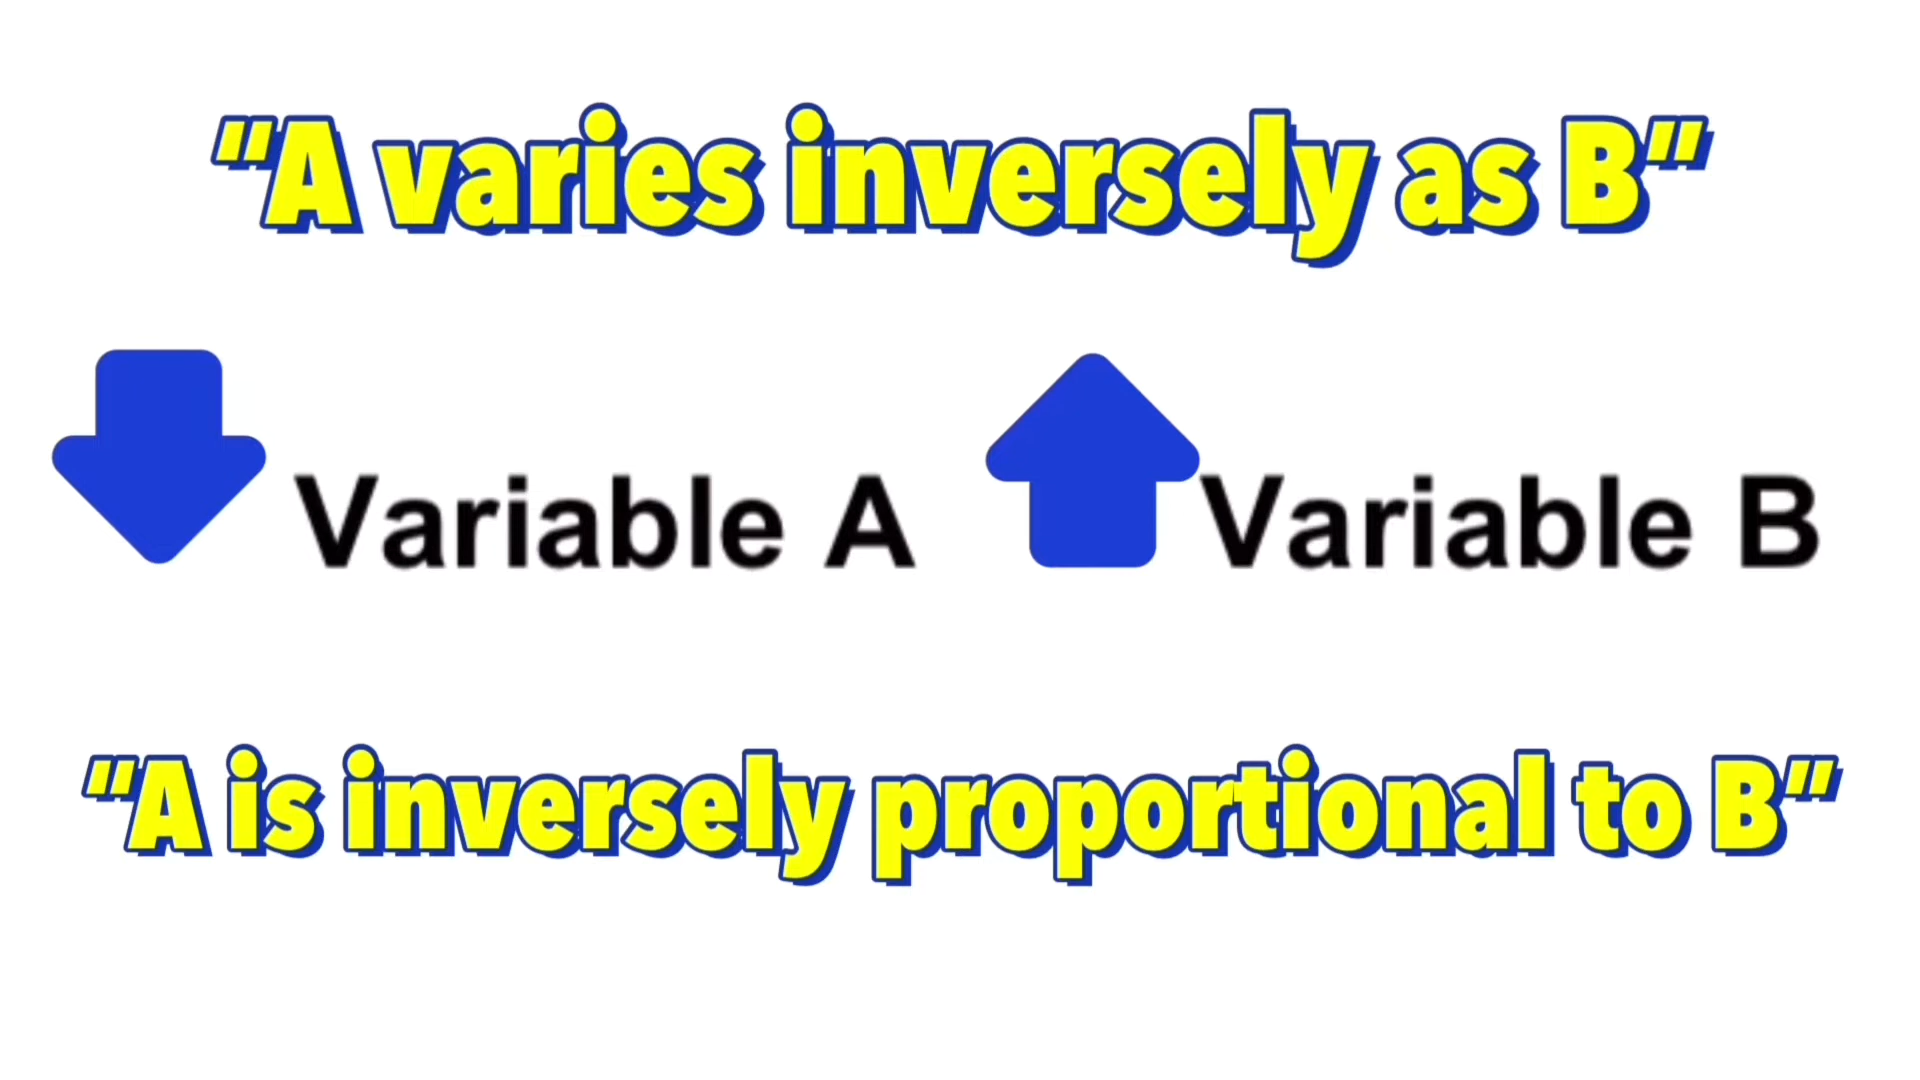 "A varies inversely as B"
Variable A Variable B
"A is inversely proportional to B"